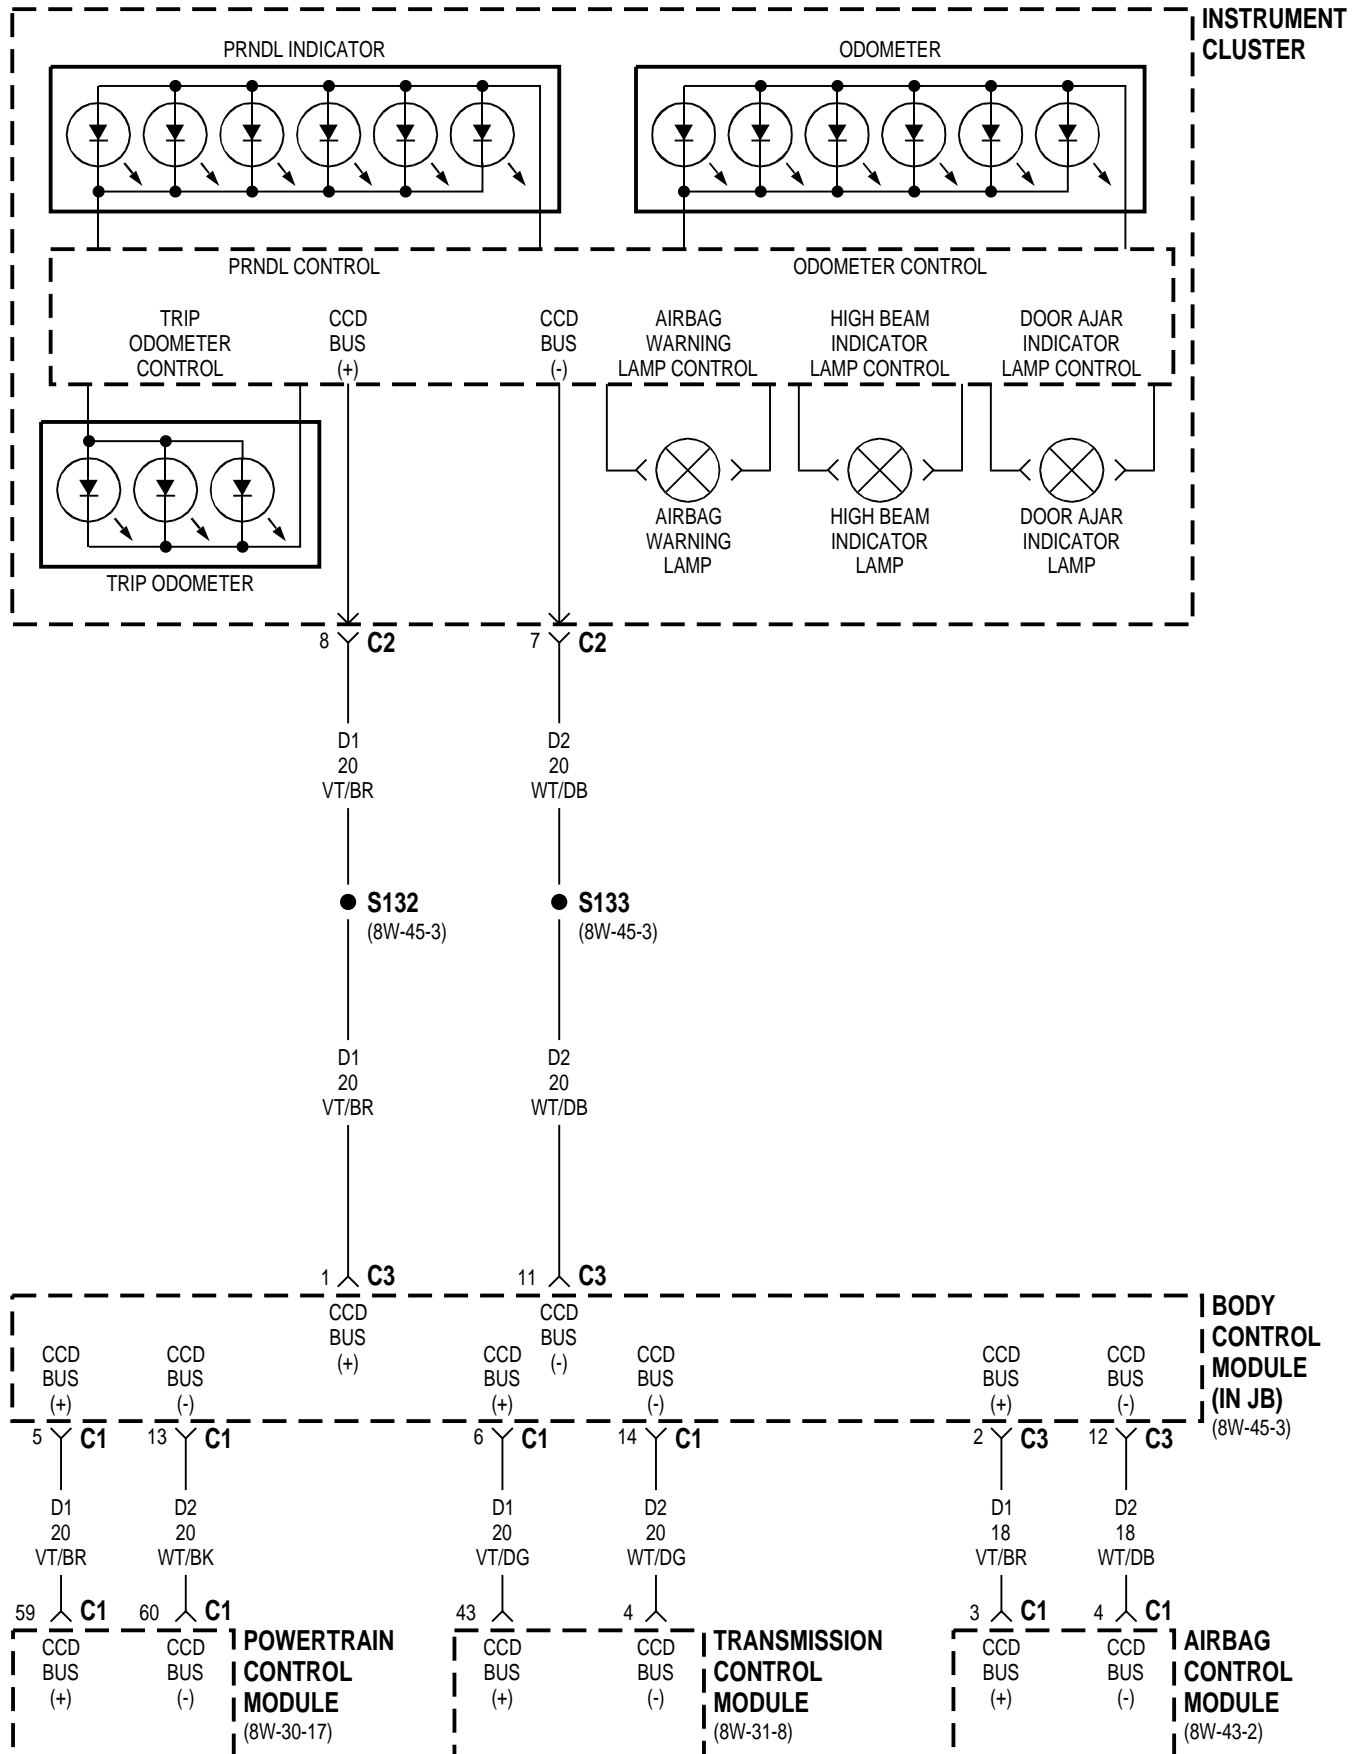 INSTRUMENT
CLUSTER
PRNDL INDICATOR
ODOMETER
PRNDL CONTROL
ODOMETER CONTROL
TRIP
ODOMETER
CONTROL
CCD
BUS
(+)
CCD
BUS
(-)
AIRBAG
WARNING
LAMP CONTROL
HIGH BEAM
INDICATOR
LAMP CONTROL
DOOR AJAR
INDICATOR
LAMP CONTROL
TRIP ODOMETER
AIRBAG
WARNING
LAMP
HIGH BEAM
INDICATOR
LAMP
DOOR AJAR
INDICATOR
LAMP
8 C2
7 C2
D1
20
VT/BR
D2
20
WT/DB
S132
(8W-45-3)
S133
(8W-45-3)
D1
20
VT/BR
D2
20
WT/DB
1 C3
11 C3
CCD
BUS
(+)
CCD
BUS
(-)
BODY
CONTROL
MODULE
(IN JB)
(8W-45-3)
CCD
BUS
(+)
CCD
BUS
(-)
CCD
BUS
(+)
CCD
BUS
(-)
CCD
BUS
(+)
CCD
BUS
(-)
5 C1
13 C1
6 C1
14 C1
2 C3
12 C3
D1
20
VT/BR
D2
20
WT/BK
D1
20
VT/DG
D2
20
WT/DG
D1
18
VT/BR
D2
18
WT/DB
59 C1
60 C1
43
4
3 C1
4 C1
CCD
BUS
(+)
CCD
BUS
(-)
POWERTRAIN
CONTROL
MODULE
(8W-30-17)
CCD
BUS
(+)
CCD
BUS
(-)
TRANSMISSION
CONTROL
MODULE
(8W-31-8)
CCD
BUS
(+)
CCD
BUS
(-)
AIRBAG
CONTROL
MODULE
(8W-43-2)